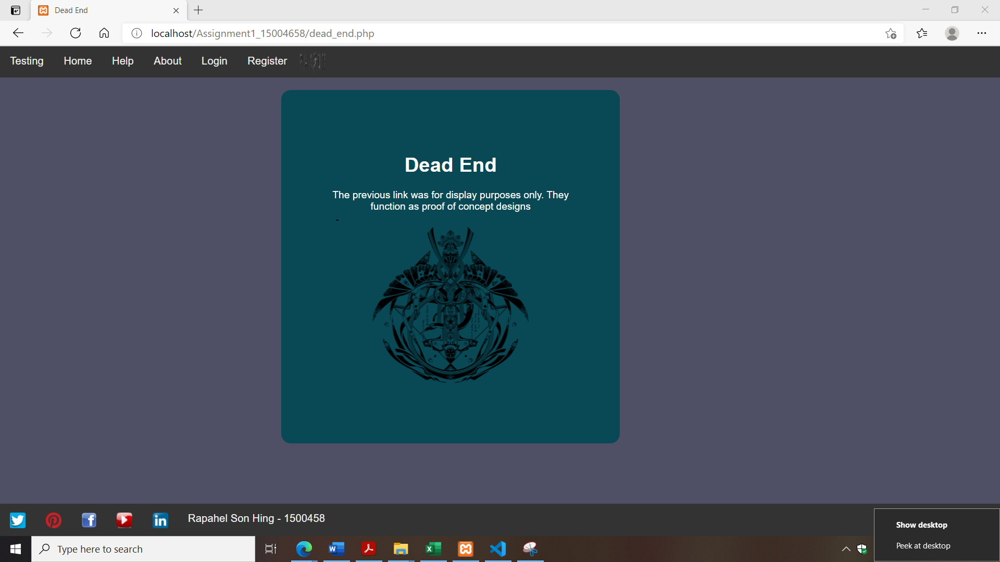 Dead End
localhost/Assignment1_15004658/dead_end.php
Testing Home Help About Login Register
Dead End
The previous link was for display purposes only. They
function as proof of concept designs
-
Rapahel Son Hing - 1500458
Show desktop
Peek at desktop
Type here to search